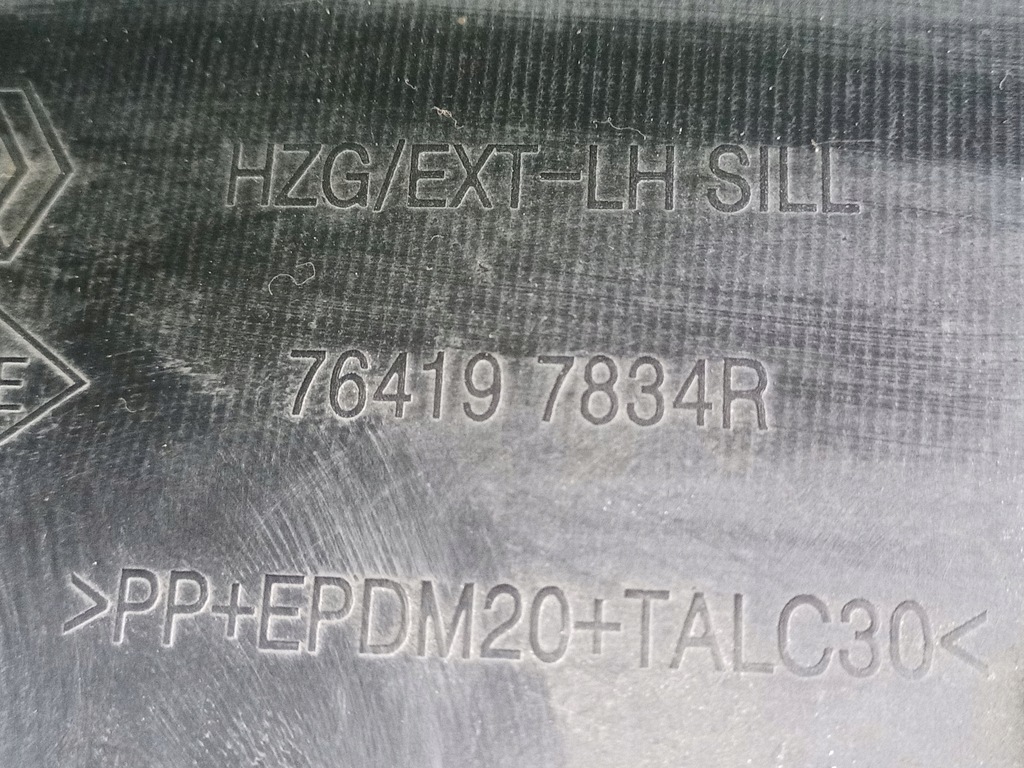 HZG/EXT-LH SILL
E
76419 7834R
>PP+EPDM20+TALC30<